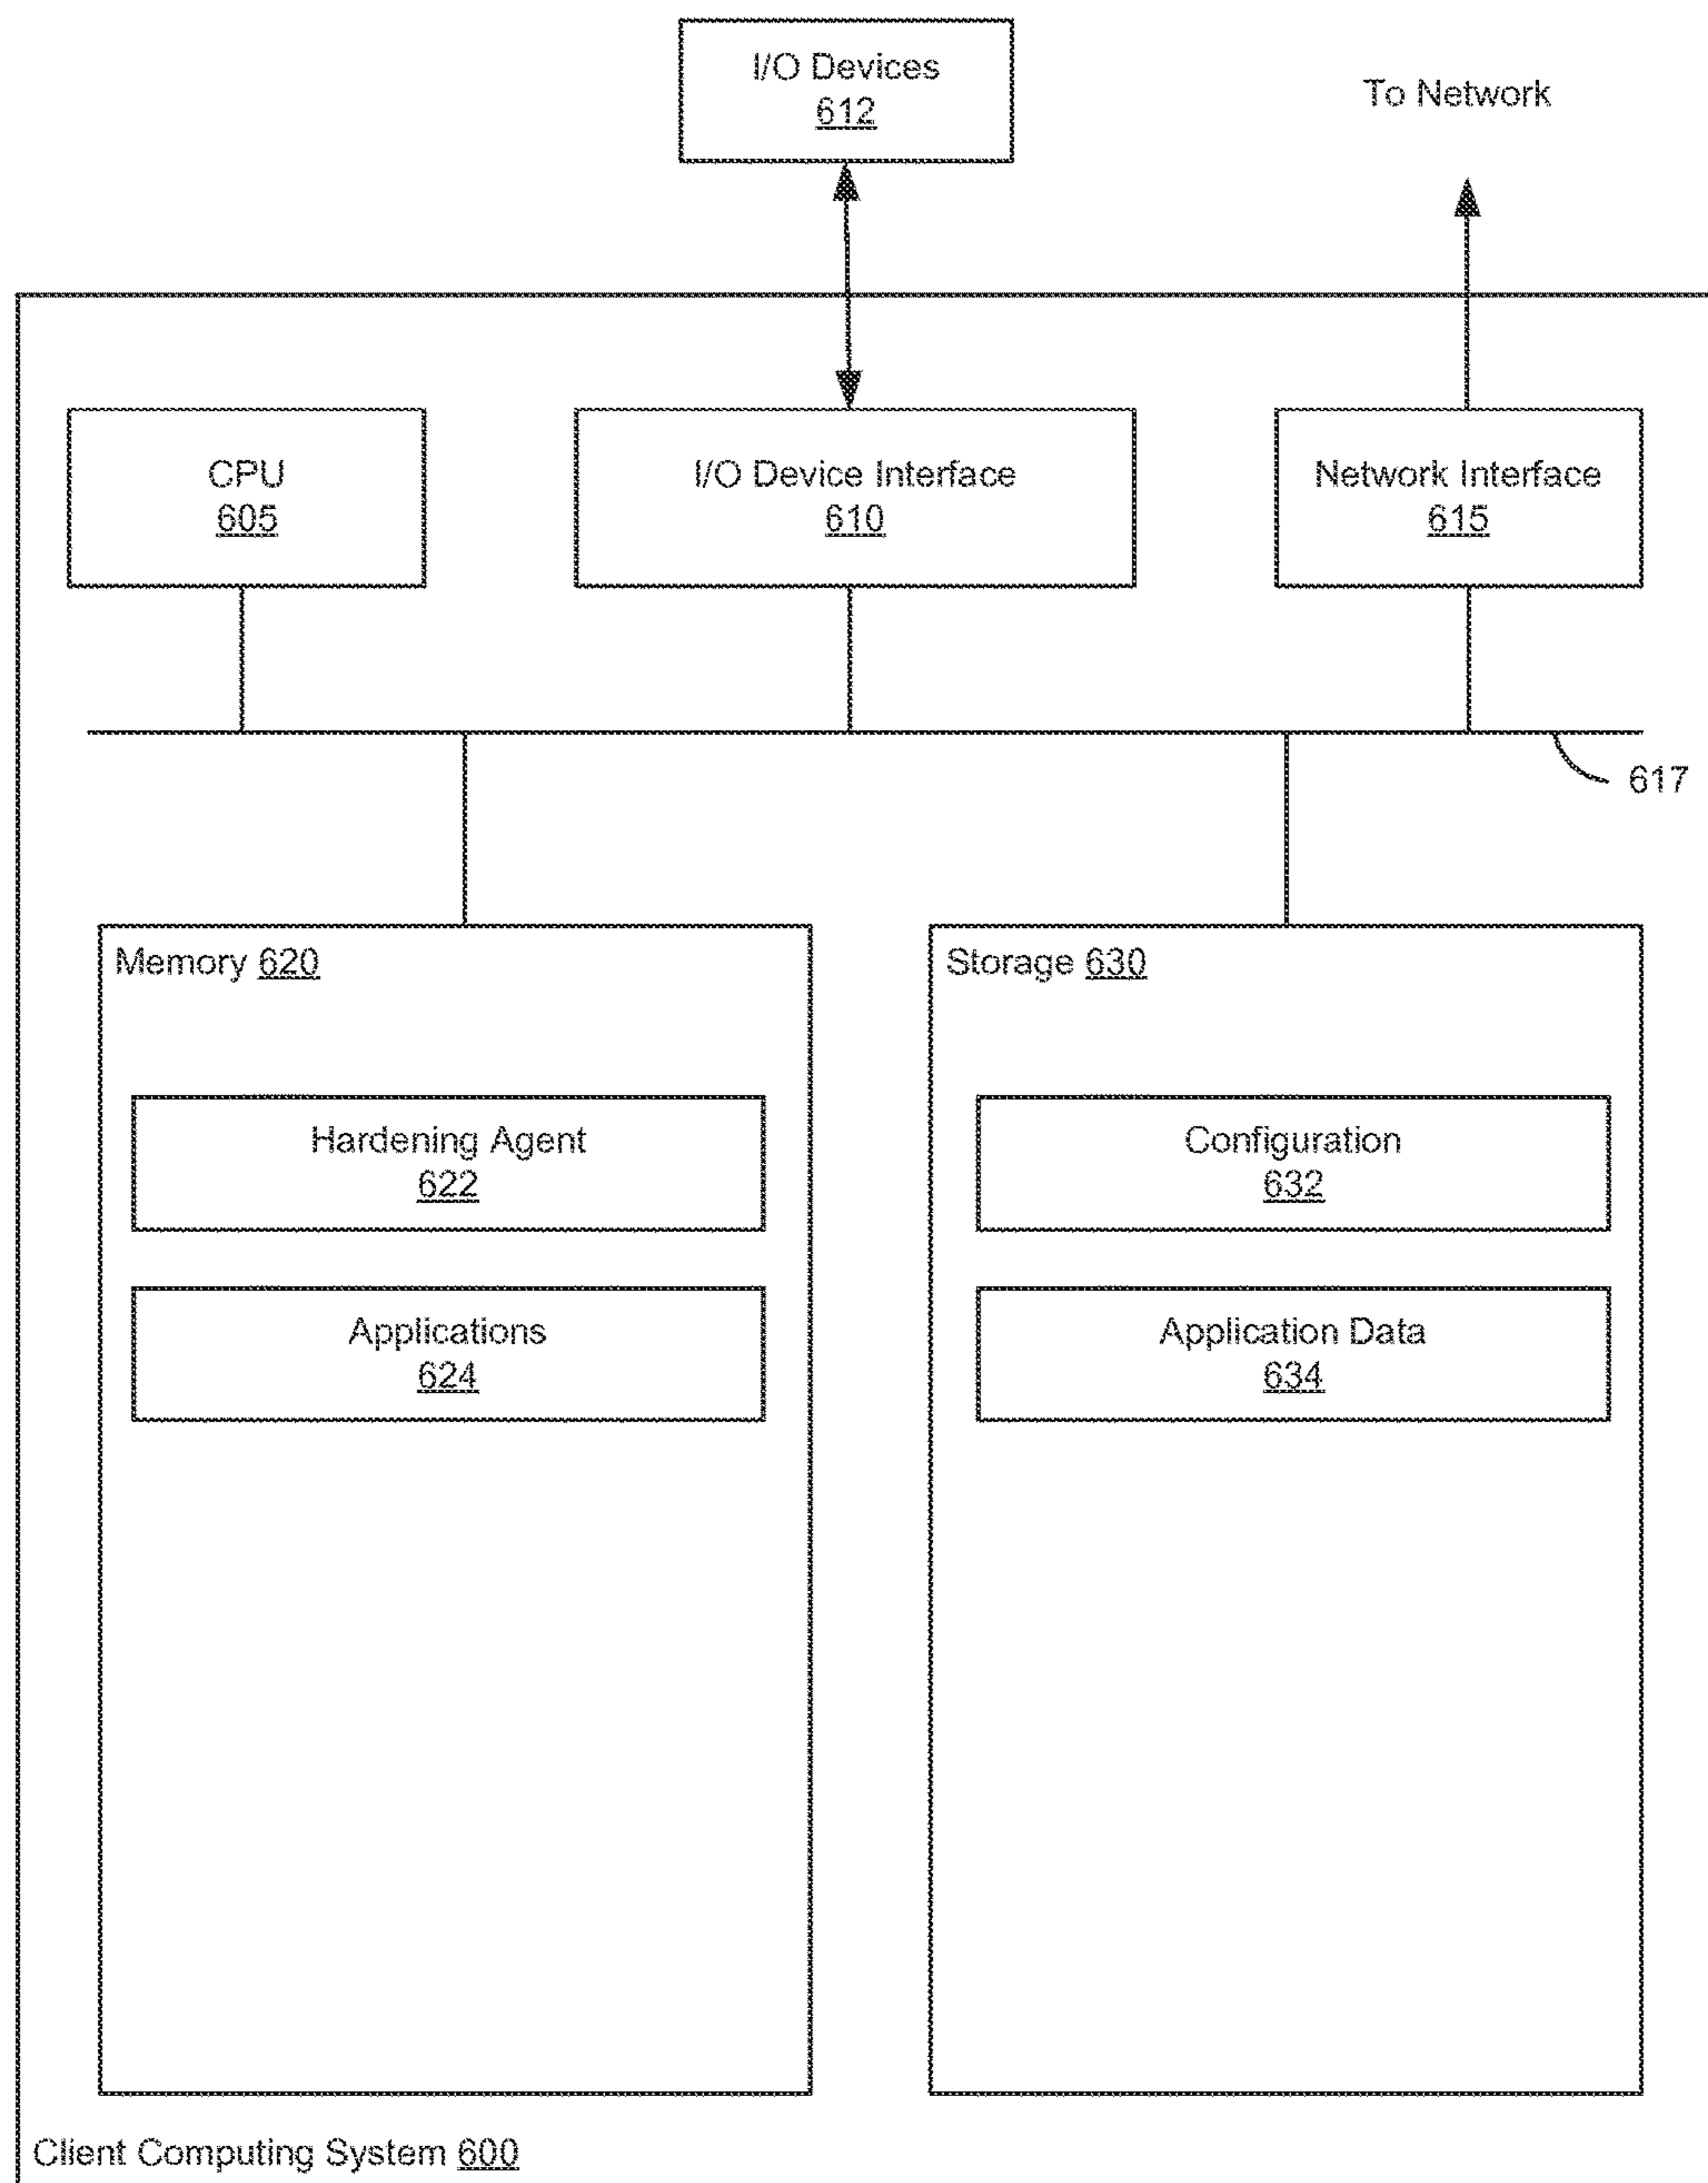 I/O Devices
612
To Network
CPU
605
I/O Device Interface
610
Network Interface
615
617
Memory 620
Storage 630
Hardening Agent
622
Configuration
632
Applications
624
Application Data
634
Client Computing System 600